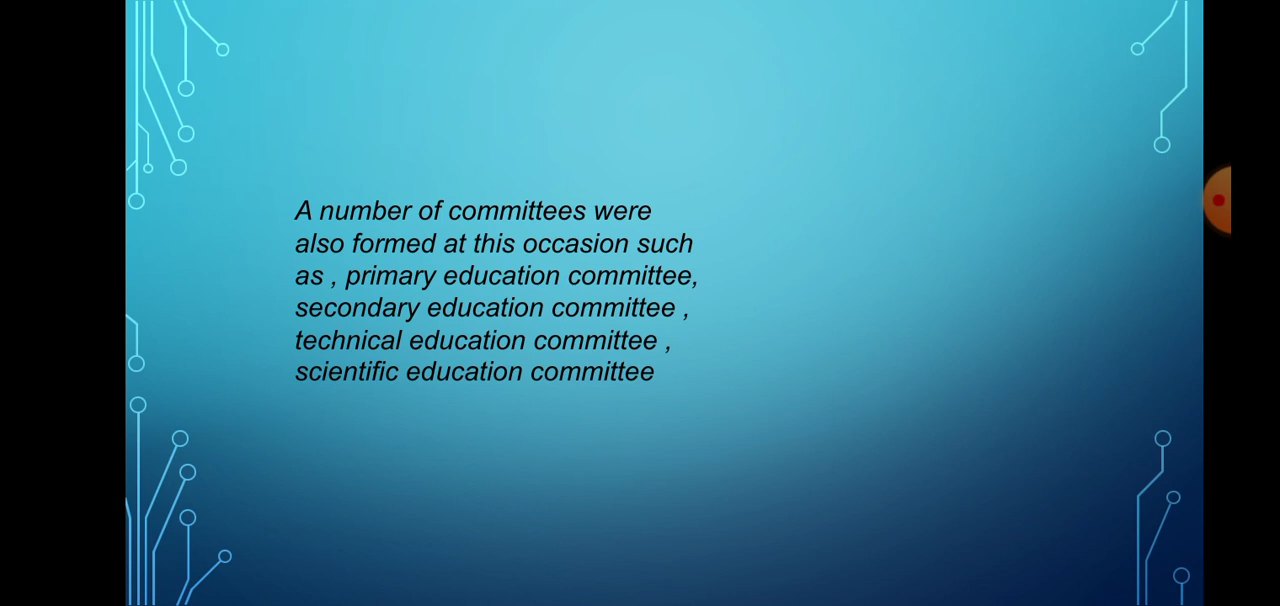 A number of committees were
also formed at this occasion such
as , primary education committee,
secondary education committee ,
technical education committee ,
scientific education committee